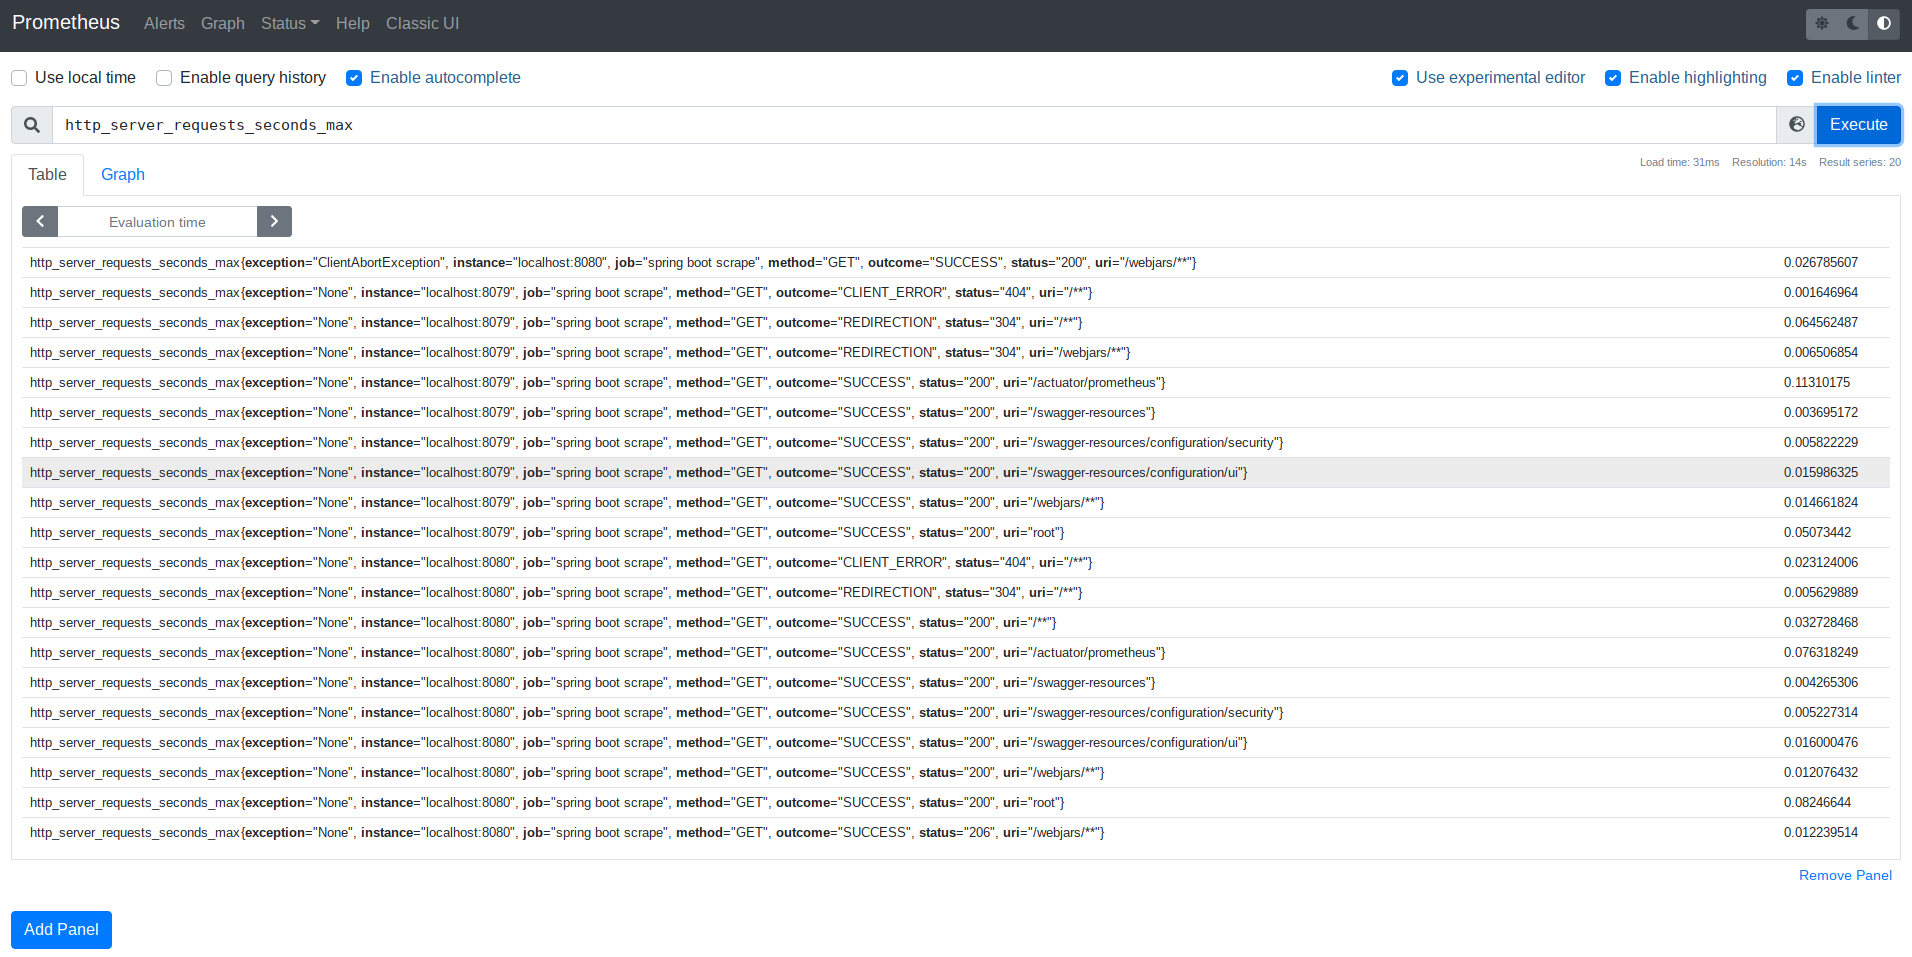 Prometheus Alerts Graph Status Help Classic UI
Use local time Enable query history Enable autocomplete Use experimental editor Enable highlighting Enable linter
http_server_requests_seconds_max Execute
Table Graph Load time: 31ms Resolution: 14s Result series: 20
Evaluation time
http_server_requests_seconds_max{exception="ClientAbortException", instance="localhost:8080", job="spring boot scrape", method="GET", outcome="SUCCESS", status="200", uri="/webjars/**"} 0.026785607
http_server_requests_seconds_max{exception="None", instance="localhost:8079", job="spring boot scrape", method="GET", outcome="CLIENT_ERROR", status="404", uri="/**"} 0.001646964
http_server_requests_seconds_max{exception="None", instance="localhost:8079", job="spring boot scrape", method="GET", outcome="REDIRECTION", status="304", uri="/**"} 0.064562487
http_server_requests_seconds_max{exception="None", instance="localhost:8079", job="spring boot scrape", method="GET", outcome="REDIRECTION", status="304", uri="/webjars/**"} 0.006506854
http_server_requests_seconds_max{exception="None", instance="localhost:8079", job="spring boot scrape", method="GET", outcome="SUCCESS", status="200", uri="/actuator/prometheus"} 0.11310175
http_server_requests_seconds_max{exception="None", instance="localhost:8079", job="spring boot scrape", method="GET", outcome="SUCCESS", status="200", uri="/swagger-resources"} 0.003695172
http_server_requests_seconds_max{exception="None", instance="localhost:8079", job="spring boot scrape", method="GET", outcome="SUCCESS", status="200", uri="/swagger-resources/configuration/security"} 0.005822229
http_server_requests_seconds_max{exception="None", instance="localhost:8079", job="spring boot scrape", method="GET", outcome="SUCCESS", status="200", uri="/swagger-resources/configuration/ui"} 0.015986325
http_server_requests_seconds_max{exception="None", instance="localhost:8079", job="spring boot scrape", method="GET", outcome="SUCCESS", status="200", uri="/webjars/**"} 0.014661824
http_server_requests_seconds_max{exception="None", instance="localhost:8079", job="spring boot scrape", method="GET", outcome="SUCCESS", status="200", uri="root"} 0.05073442
http_server_requests_seconds_max{exception="None", instance="localhost:8080", job="spring boot scrape", method="GET", outcome="CLIENT_ERROR", status="404", uri="/**"} 0.023124006
http_server_requests_seconds_max{exception="None", instance="localhost:8080", job="spring boot scrape", method="GET", outcome="REDIRECTION", status="304", uri="/**"} 0.005629889
http_server_requests_seconds_max{exception="None", instance="localhost:8080", job="spring boot scrape", method="GET", outcome="SUCCESS", status="200", uri="/**"} 0.032728468
http_server_requests_seconds_max{exception="None", instance="localhost:8080", job="spring boot scrape", method="GET", outcome="SUCCESS", status="200", uri="/actuator/prometheus"} 0.076318249
http_server_requests_seconds_max{exception="None", instance="localhost:8080", job="spring boot scrape", method="GET", outcome="SUCCESS", status="200", uri="/swagger-resources"} 0.004265306
http_server_requests_seconds_max{exception="None", instance="localhost:8080", job="spring boot scrape", method="GET", outcome="SUCCESS", status="200", uri="/swagger-resources/configuration/security"} 0.005227314
http_server_requests_seconds_max{exception="None", instance="localhost:8080", job="spring boot scrape", method="GET", outcome="SUCCESS", status="200", uri="/swagger-resources/configuration/ui"} 0.016000476
http_server_requests_seconds_max{exception="None", instance="localhost:8080", job="spring boot scrape", method="GET", outcome="SUCCESS", status="200", uri="/webjars/**"} 0.012076432
http_server_requests_seconds_max{exception="None", instance="localhost:8080", job="spring boot scrape", method="GET", outcome="SUCCESS", status="200", uri="root"} 0.08246644
http_server_requests_seconds_max{exception="None", instance="localhost:8080", job="spring boot scrape", method="GET", outcome="SUCCESS", status="206", uri="/webjars/**"} 0.012239514
Remove Panel
Add Panel